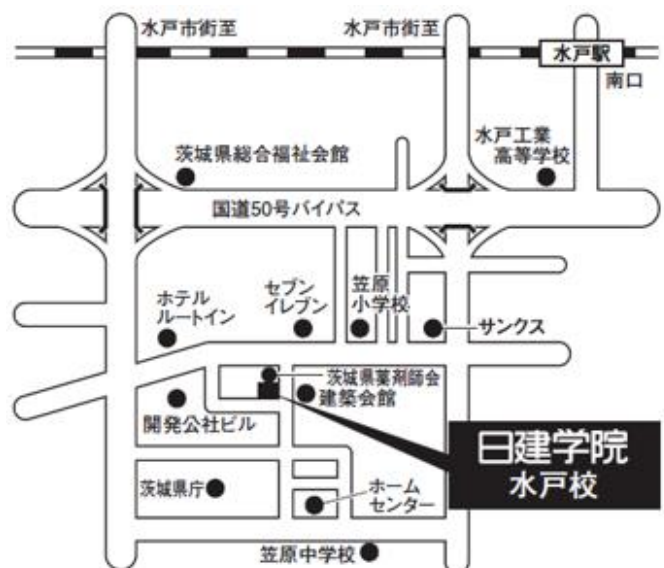 水戸市街至
水戸市街至
水戸駅
南口
水戸工業
高等学校
茨城県総合福祉会館
国道50号バイパス
ホテル
ルートイン
セブン
イレブン
笠原
小学校
サンクス
茨城県薬剤師会
建築会館
開発公社ビル
日建学院
水戸校
茨城県庁
ホーム
センター
笠原中学校